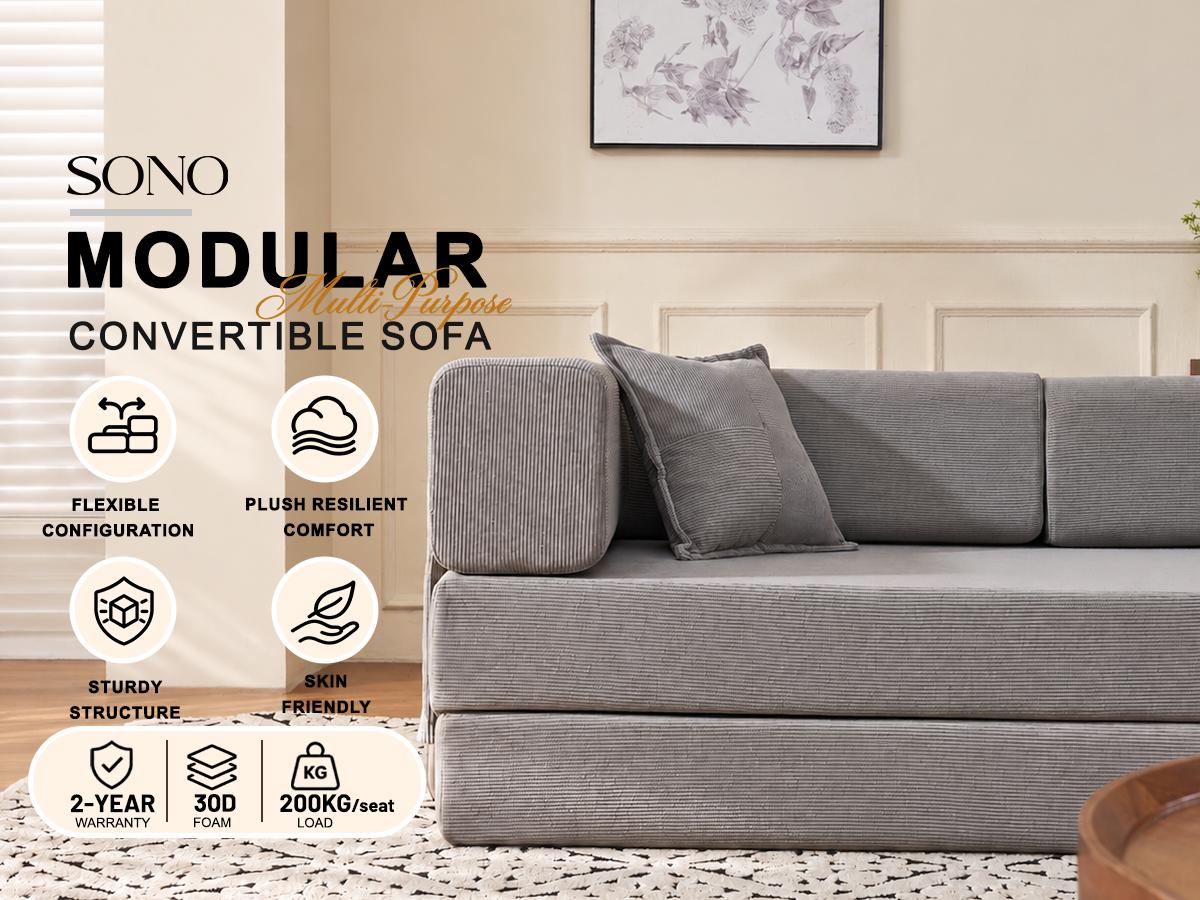 SONO
MODULAR
Multi-Purpose
CONVERTIBLE SOFA
FLEXIBLE
CONFIGURATION
PLUSH RESILIENT
COMFORT
STURDY
STRUCTURE
SKIN
FRIENDLY
2-YEAR
WARRANTY
30D
FOAM
KG
200KG/seat
LOAD